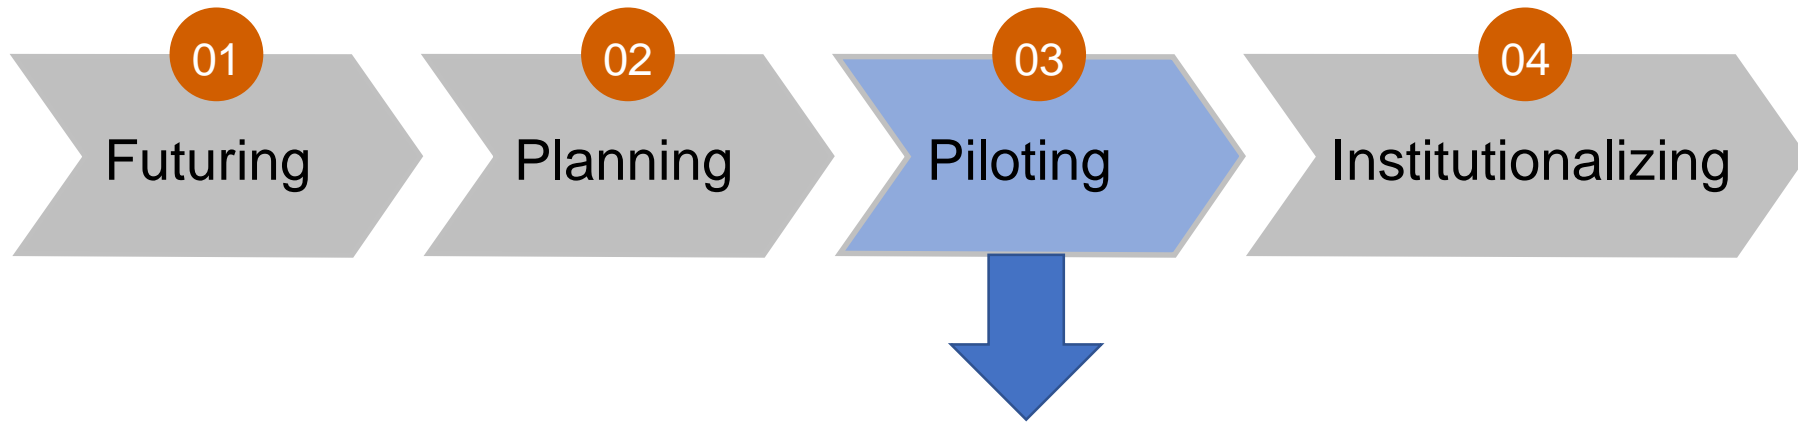 01
Futuring
02
Planning
03
Piloting
04
Institutionalizing